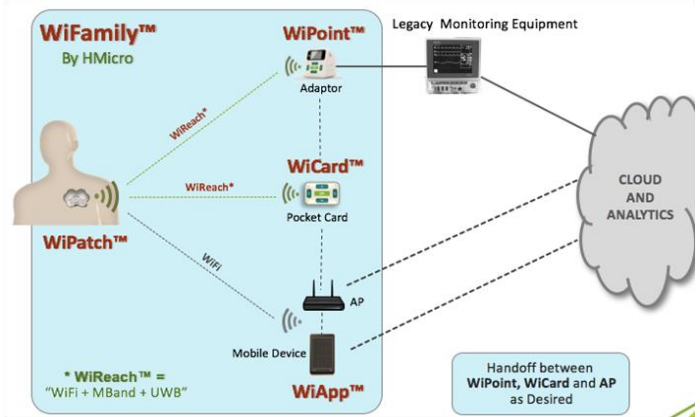 WiFamily™
By HMicro
WiPoint™
Adaptor
Legacy Monitoring Equipment
WiReach*
WiReach*
WiCard™
Pocket Card
WiPatch™
WiFi
AP
Mobile Device
WiApp™
* WiReach™ =
"WiFi + MBand + UWB"
CLOUD
AND
ANALYTICS
Handoff between
WiPoint, WiCard and AP
as Desired